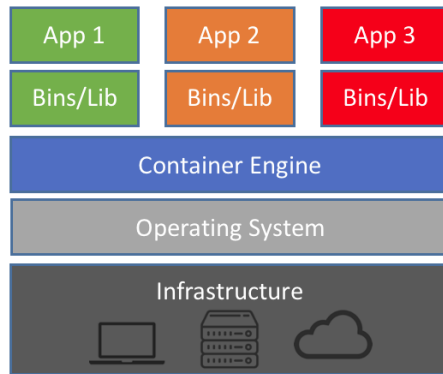 App 1 App 2 App 3
Bins/Lib Bins/Lib Bins/Lib
Container Engine
Operating System
Infrastructure